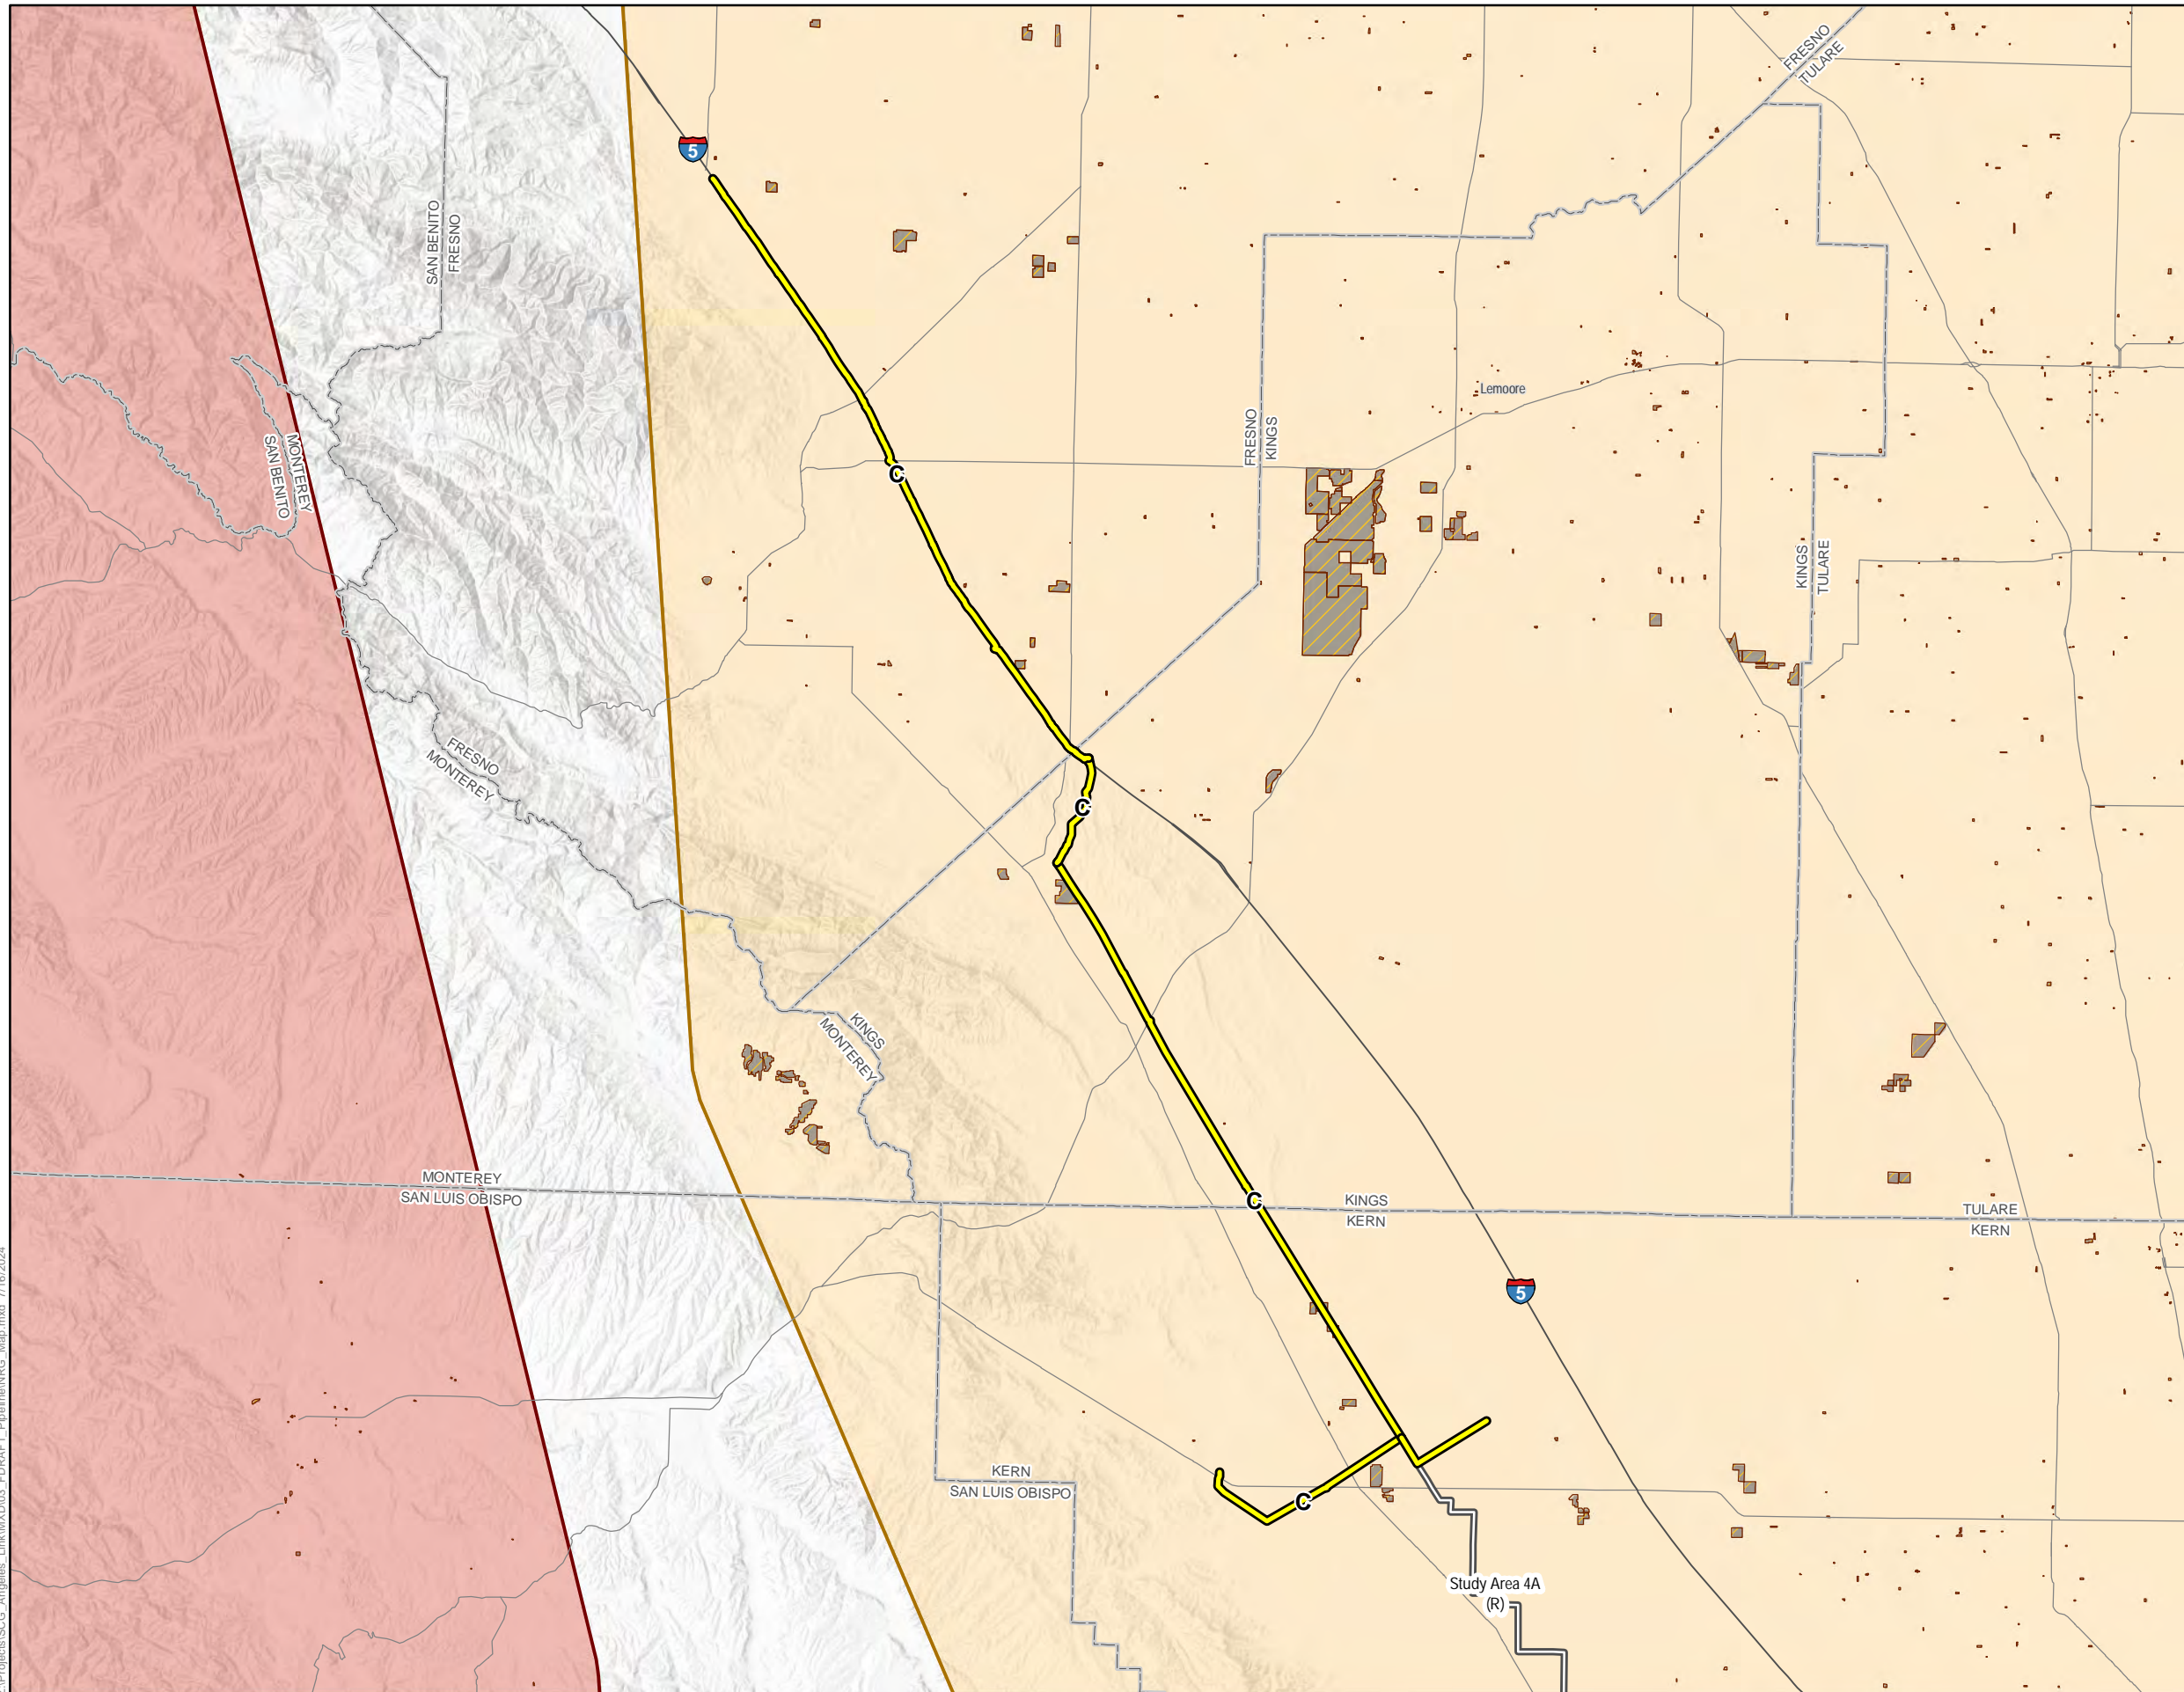 FRESNO
TULARE
5
SAN BENITO
FRESNO
Lemoore
FRESNO
KINGS
MONTEREY
SAN BENITO
C
KINGS
TULARE
FRESNO
MONTEREY
C
KINGS
MONTEREY
MONTEREY
SAN LUIS OBISPO
C
KINGS
KERN
TULARE
KERN
5
KERN
SAN LUIS OBISPO
C
Study Area 4A
(R)